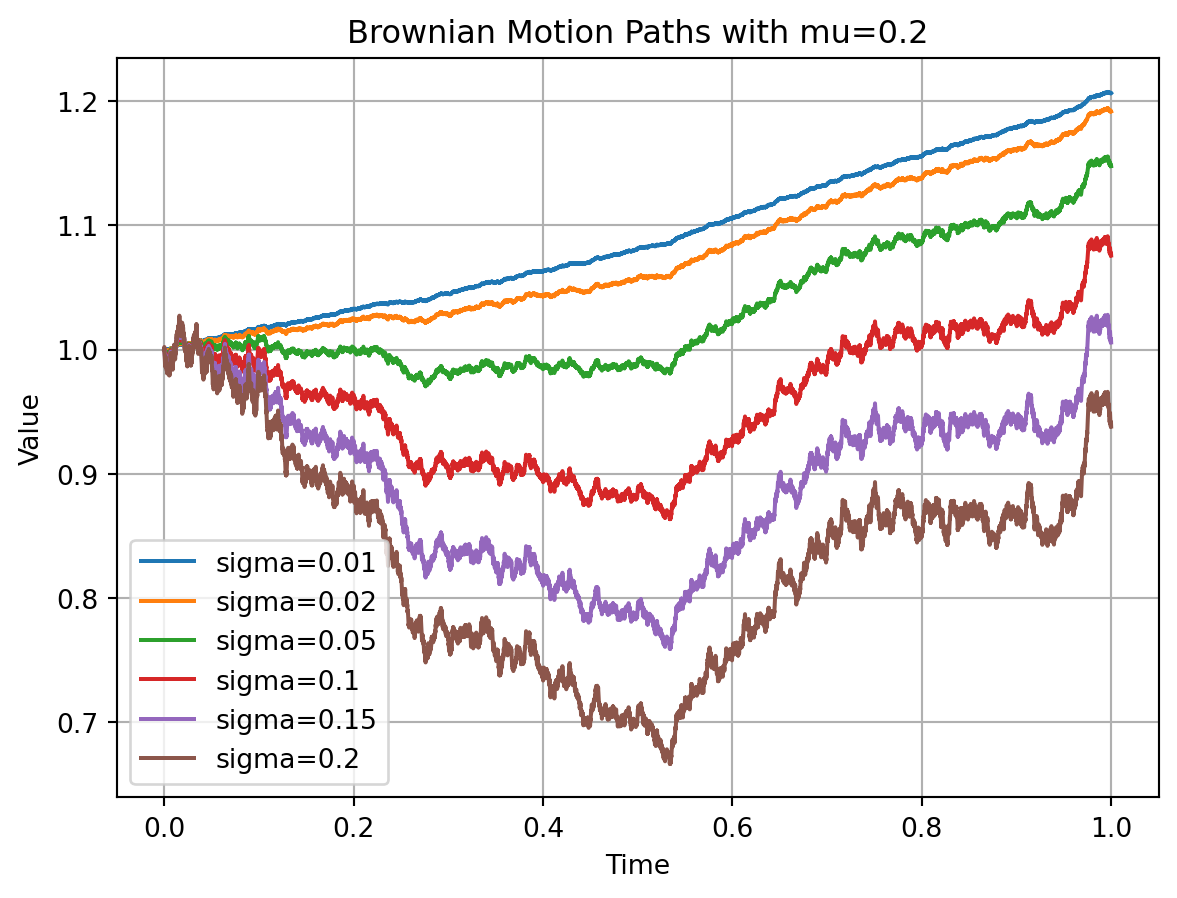 Brownian Motion Paths with mu=0.2
1.2
1.1
1.0
0.9
0.8
0.7
Value
sigma=0.01
sigma=0.02
sigma=0.05
sigma=0.1
sigma=0.15
sigma=0.2
0.0 0.2 0.4 0.6 0.8 1.0
Time